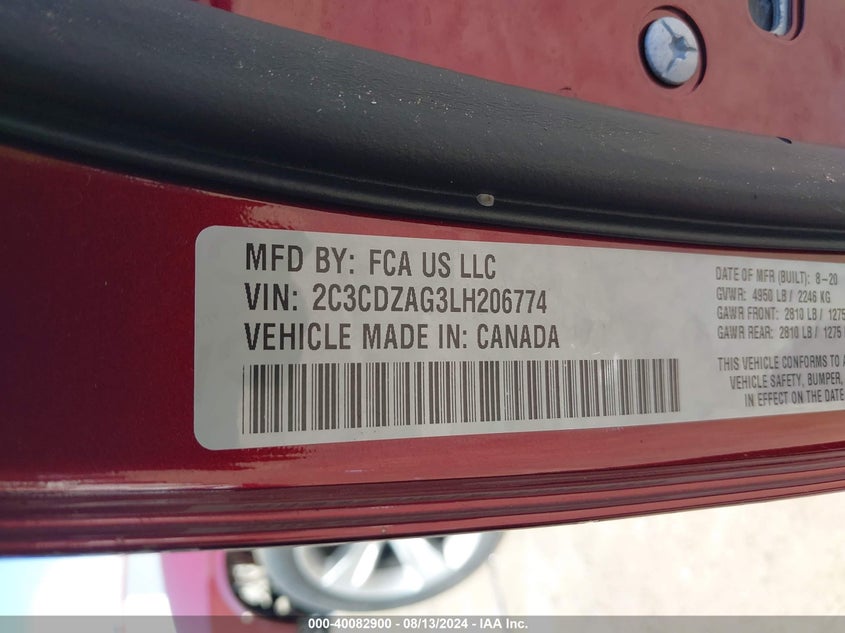 MFD BY: FCA US LLC
VIN: 2C3CDZAG3LH206774
VEHICLE MADE IN: CANADA
DATE OF MFR (BUILT): 8-20
GVWR: 4950 LB / 2246 KG
GAWR FRONT: 2810 LB / 1275
GAWR REAR: 2810 LB / 1275
THIS VEHICLE CONFORMS TO A
VEHICLE SAFETY, BUMPER,
IN EFFECT ON THE DATE
000-40082900 - 08/13/2024 - IAA Inc.